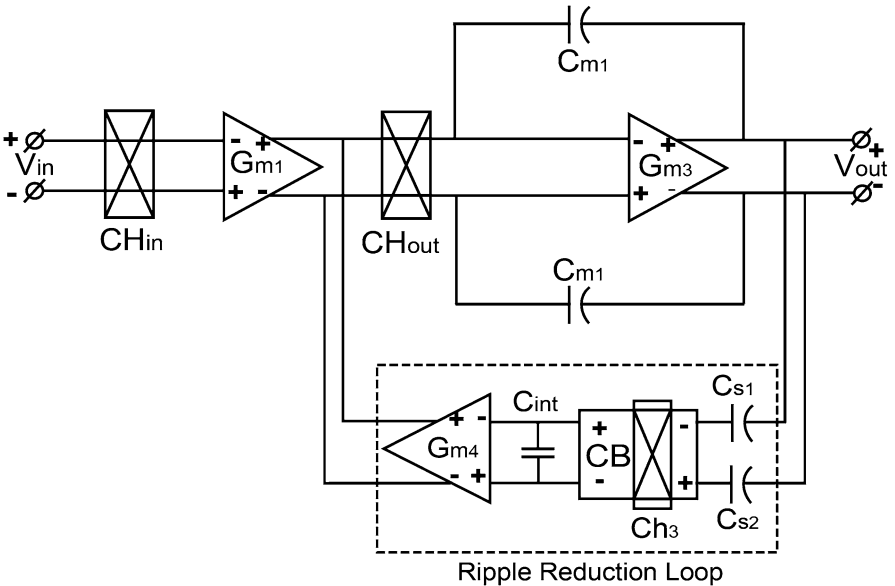 Cm1
+ Vin -
CHin
- + Gm1 + -
CHout
- + Gm3 + -
Vout + -
Cm1
Cs1
Cint
+ - Gm4 - +
+ CB - - +
Ch3
Cs2
Ripple Reduction Loop